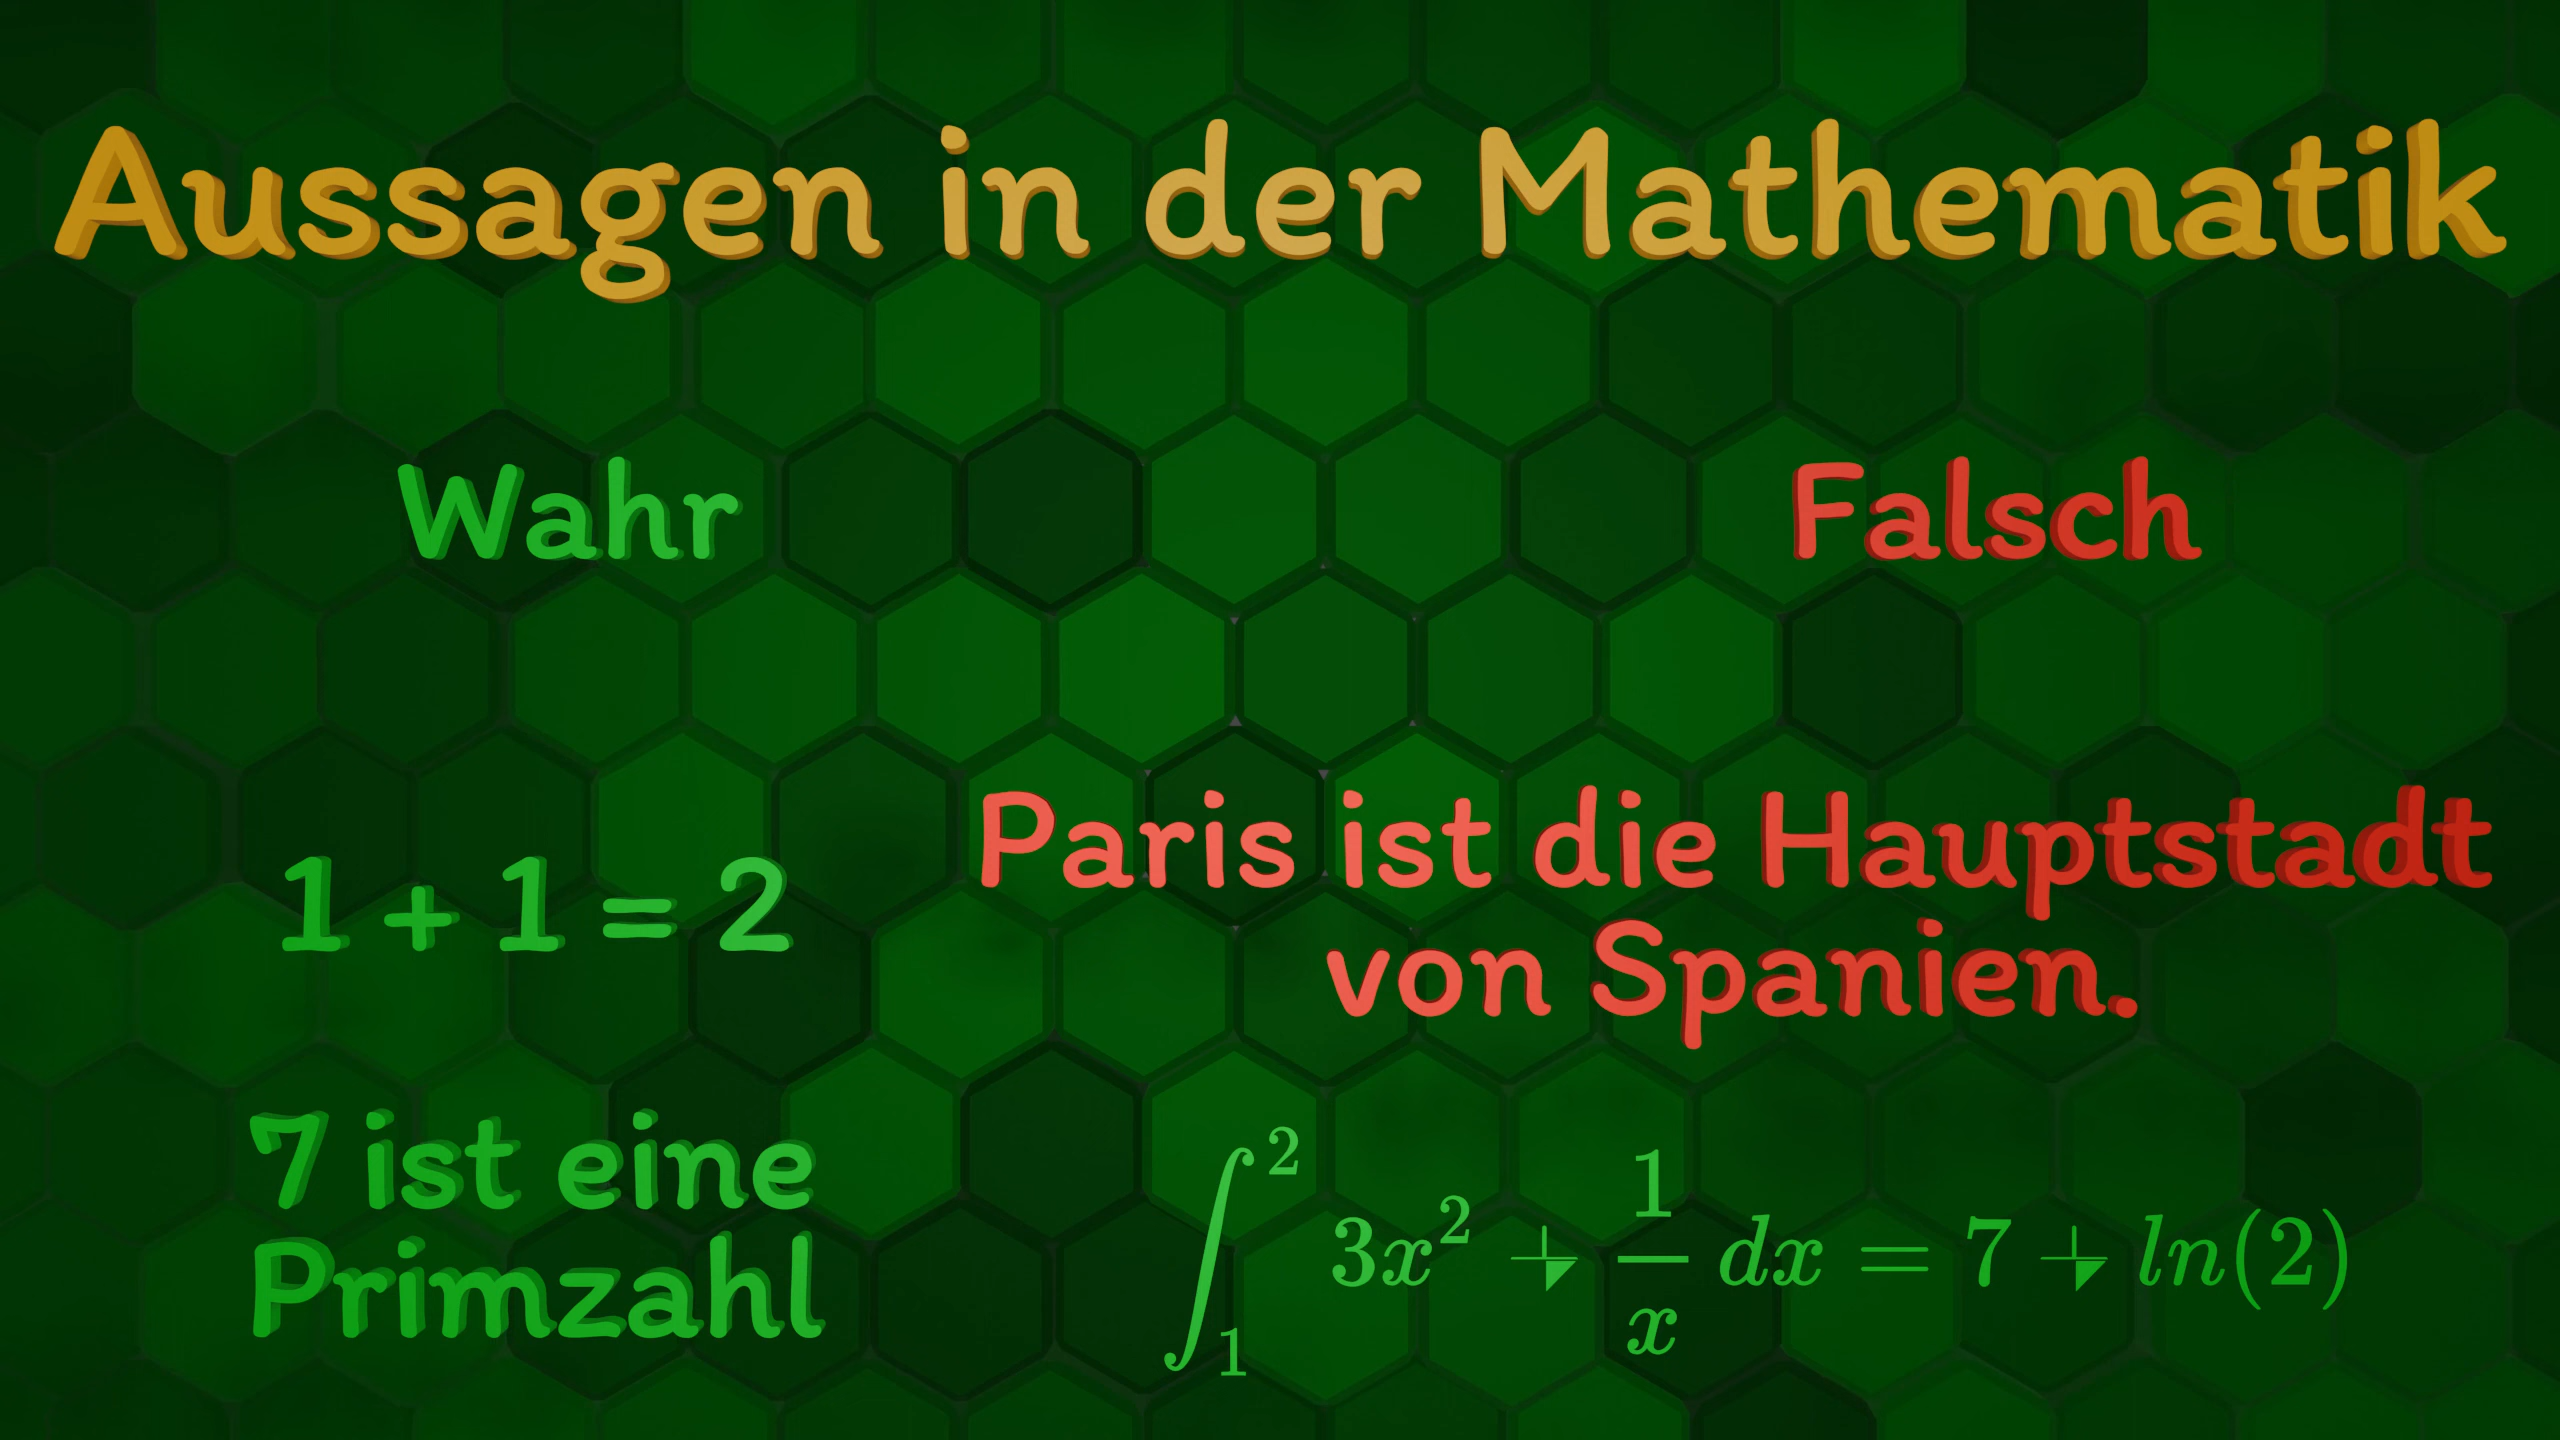 Aussagen in der Mathematik
Wahr
Falsch
1 + 1 = 2
Paris ist die Hauptstadt
von Spanien.
7 ist eine
Primzahl
∫₁² 3x² + 1/x dx = 7 + ln(2)